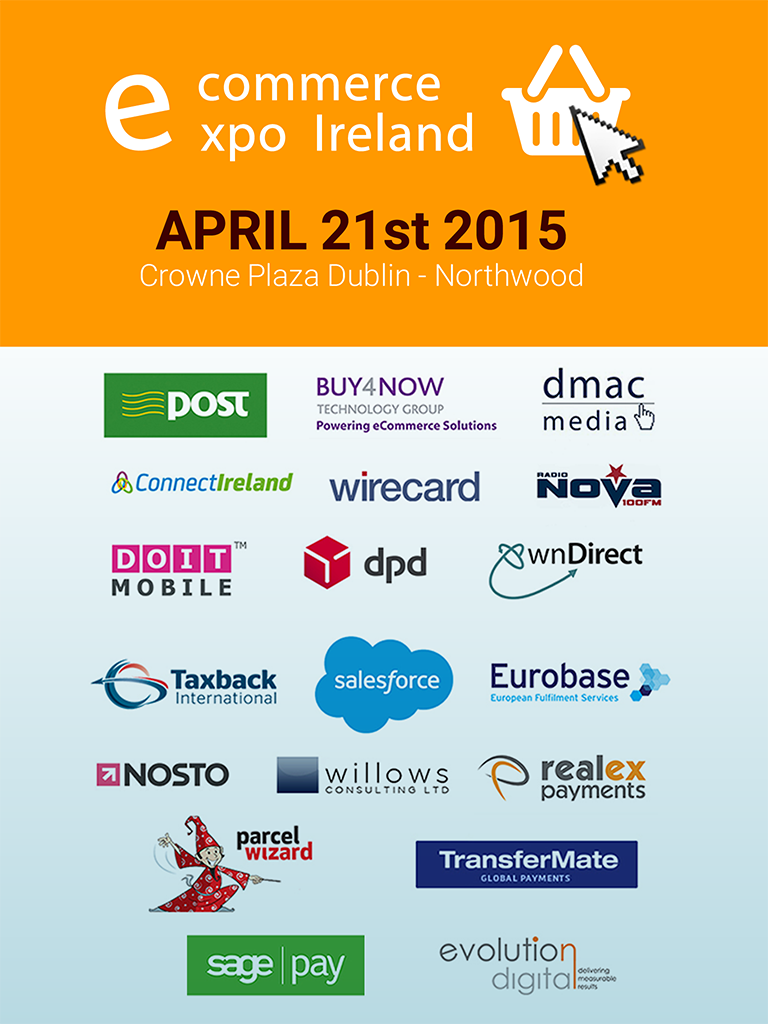 e commerce
xpo Ireland
APRIL 21st 2015
Crowne Plaza Dublin - Northwood
post
BUY4NOW
TECHNOLOGY GROUP
Powering eCommerce Solutions
dmac
media
ConnectIreland
wirecard
RADIO
NOVA
100FM
DOIT™
MOBILE
dpd
wnDirect
Taxback
International
salesforce
Eurobase
European Fulfilment Services
NOSTO
willows
CONSULTING LTD
realex
payments
parcel
wizard
TransferMate
GLOBAL PAYMENTS
sage pay
evolution
digital
delivering
measurable
results